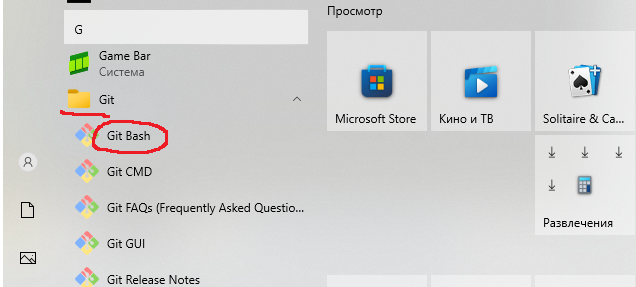 Просмотр
G
Game Bar
Система
Git
Git Bash
Git CMD
Git FAQs (Frequently Asked Questio...
Git GUI
Git Release Notes
Microsoft Store
Кино и ТВ
Solitaire & Ca...
Развлечения